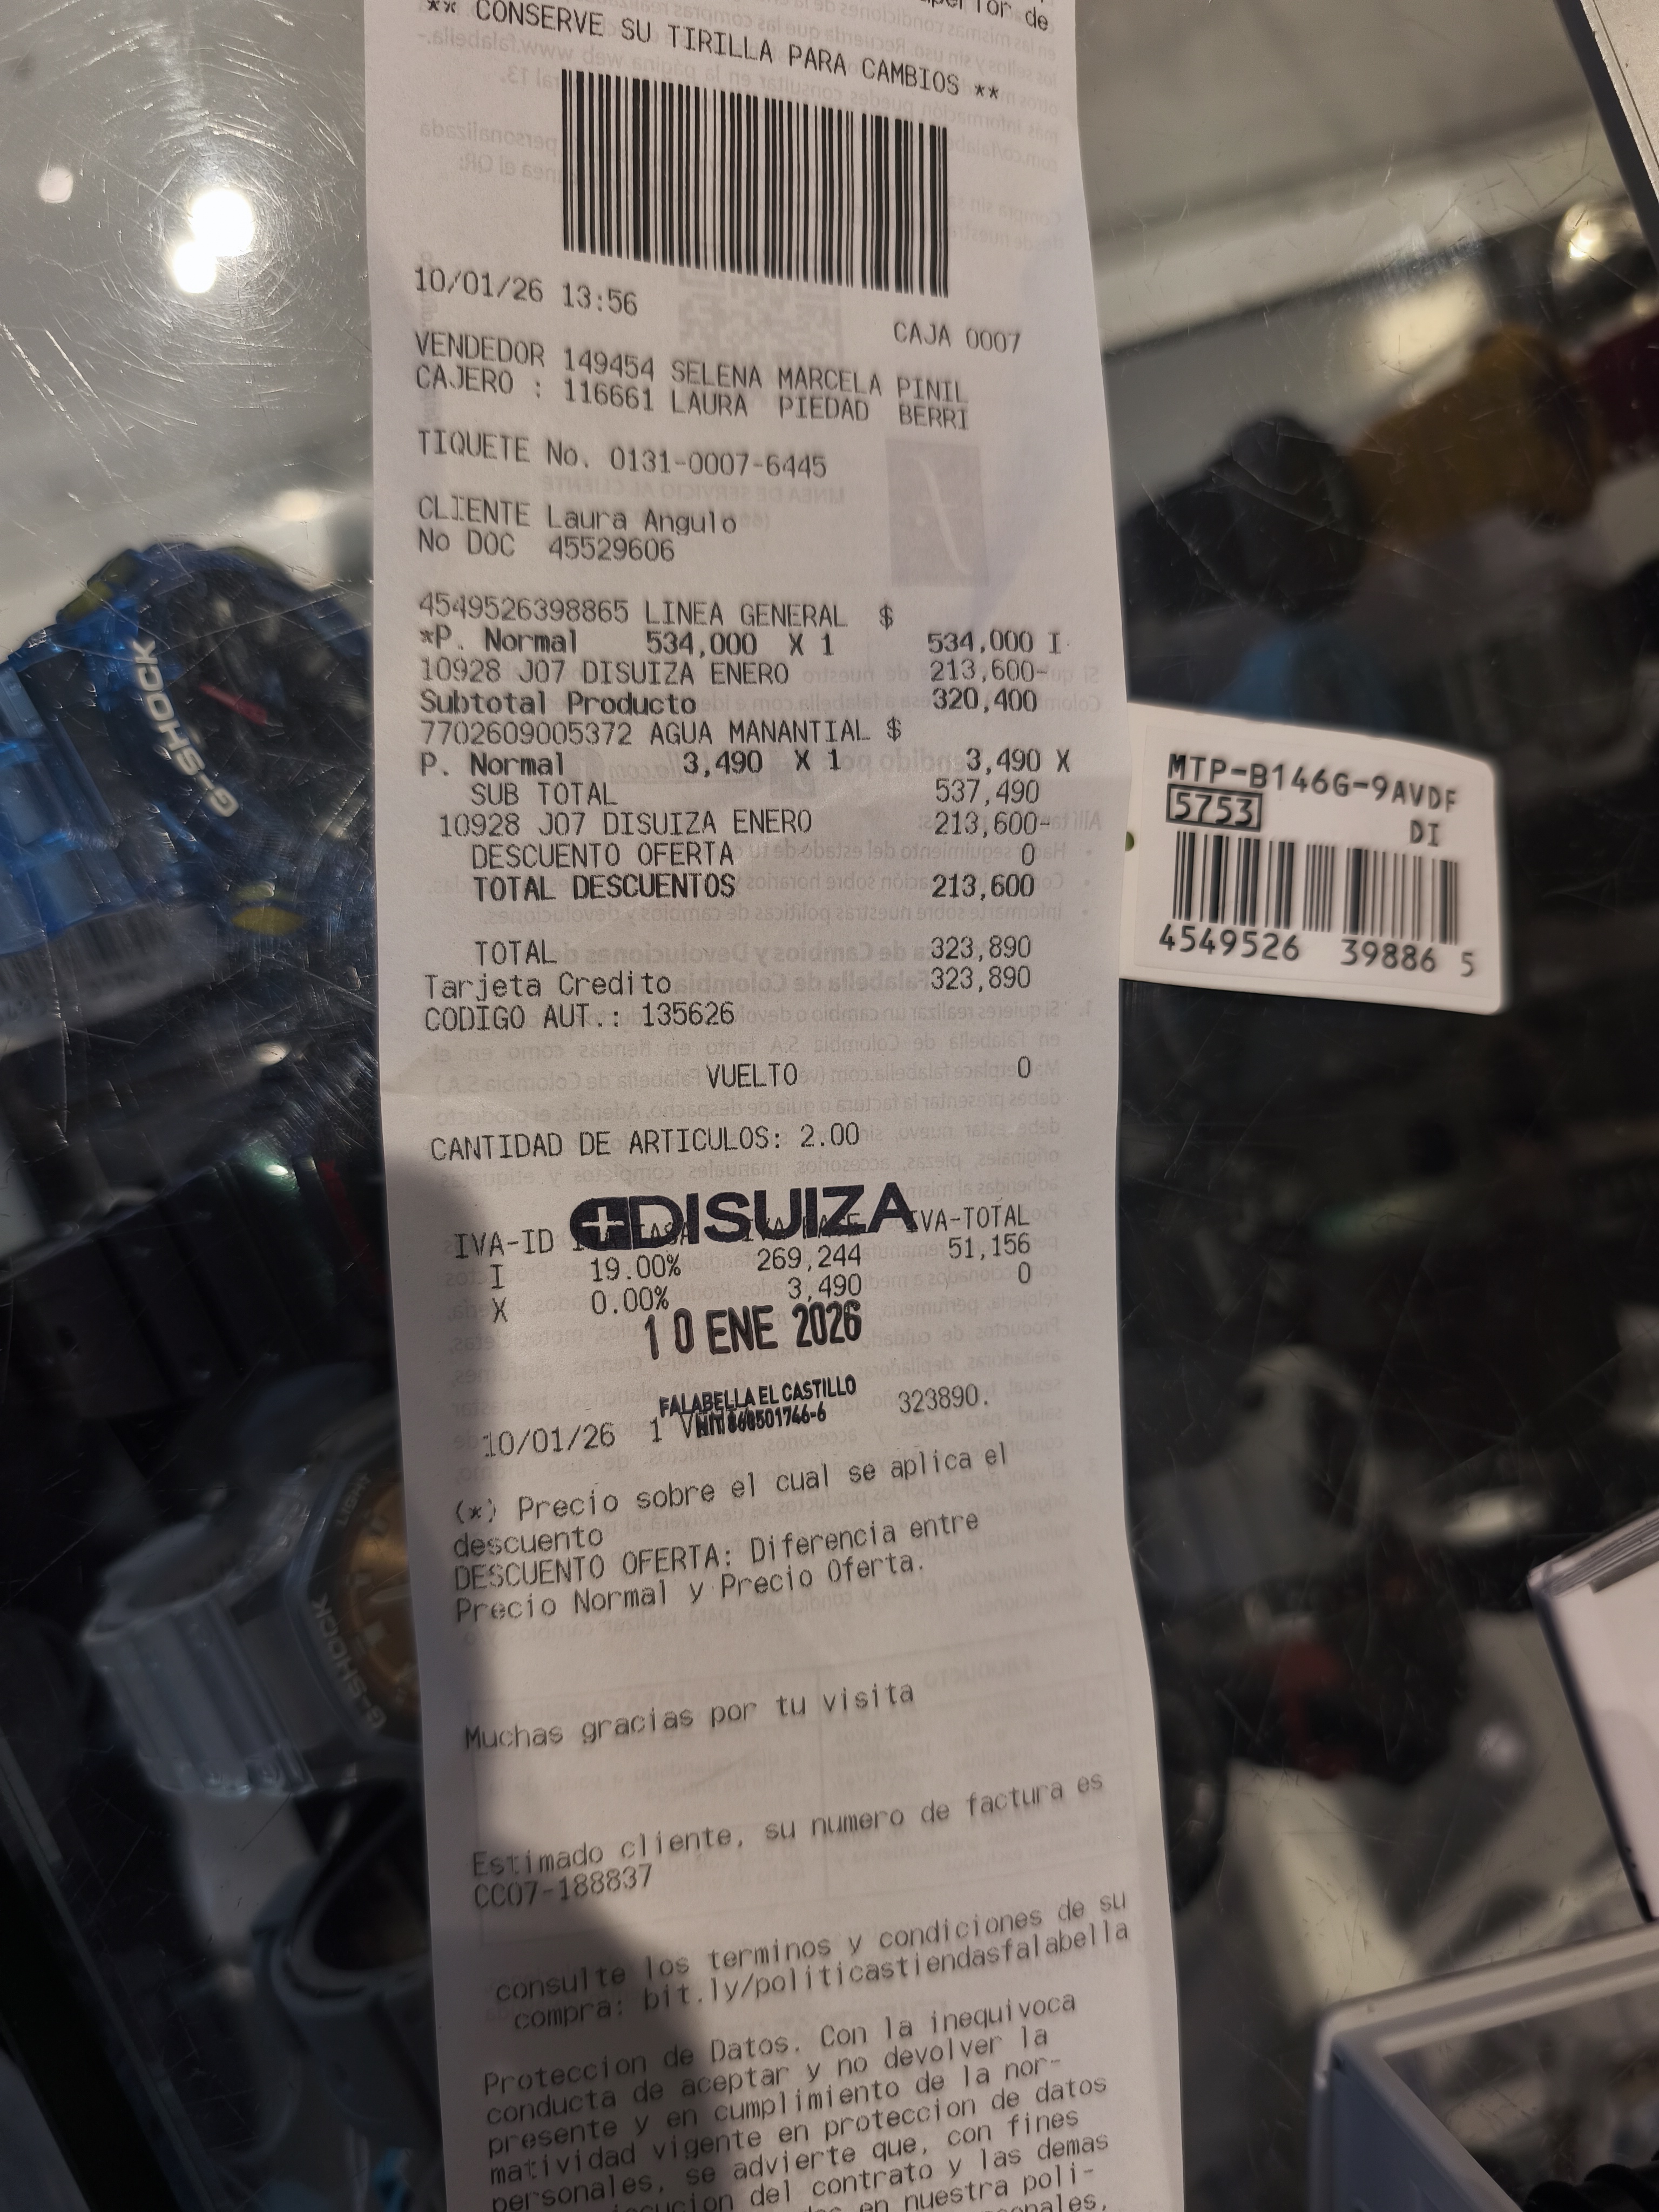 de
** CONSERVE SU TIRILLA PARA CAMBIOS **
10/01/26 13:56
CAJA 0007
VENDEDOR 149454 SELENA MARCELA PINIL
CAJERO : 116661 LAURA PIEDAD BERRI
TIQUETE No. 0131-0007-6445
CLIENTE Laura Angulo
No DOC 45529606
4549526398865 LINEA GENERAL $
*P. Normal 534,000 X 1 534,000 I
10928 J07 DISUIZA ENERO 213,600-
Subtotal Producto 320,400
7702609005372 AGUA MANANTIAL $
P. Normal 3,490 X 1 3,490 X
SUB TOTAL 537,490
10928 J07 DISUIZA ENERO 213,600-
DESCUENTO OFERTA 0
TOTAL DESCUENTOS 213,600
TOTAL 323,890
Tarjeta Credito 323,890
CODIGO AUT.: 135626
VUELTO 0
CANTIDAD DE ARTICULOS: 2.00
DISUIZA
IVA-ID IVA-TOTAL
I 19.00% 269,244 51,156
X 0.00% 3,490 0
10 ENE 2026
FALABELLA EL CASTILLO
10/01/26 1 323890.
(*) Precio sobre el cual se aplica el
descuento
DESCUENTO OFERTA: Diferencia entre
Precio Normal y Precio Oferta.
Muchas gracias por tu visita
Estimado cliente, su numero de factura es
CC07-188837
consulte los terminos y condiciones de su
compra: bit.ly/politicastiendasfalabella
Proteccion de Datos. Con la inequivoca
conducta de aceptar y no devolver la
presente y en cumplimiento de la nor-
matividad vigente en proteccion de datos
personales, se advierte que, con fines
del contrato y las demas
en nuestra poli-
MTP-B146G-9AVDF
5753
DI
4549526 39886 5
G-SHOCK
G-SHOCK